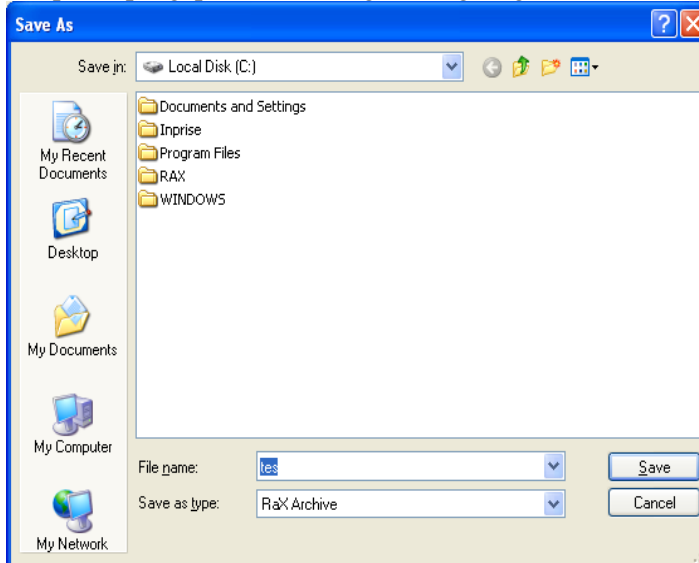 Save As
Save in:
Local Disk (C:)
My Recent
Documents
Desktop
My Documents
My Computer
My Network
Documents and Settings
Inprise
Program Files
RAX
WINDOWS
File name:
tes
Save
Save as type:
RaX Archive
Cancel